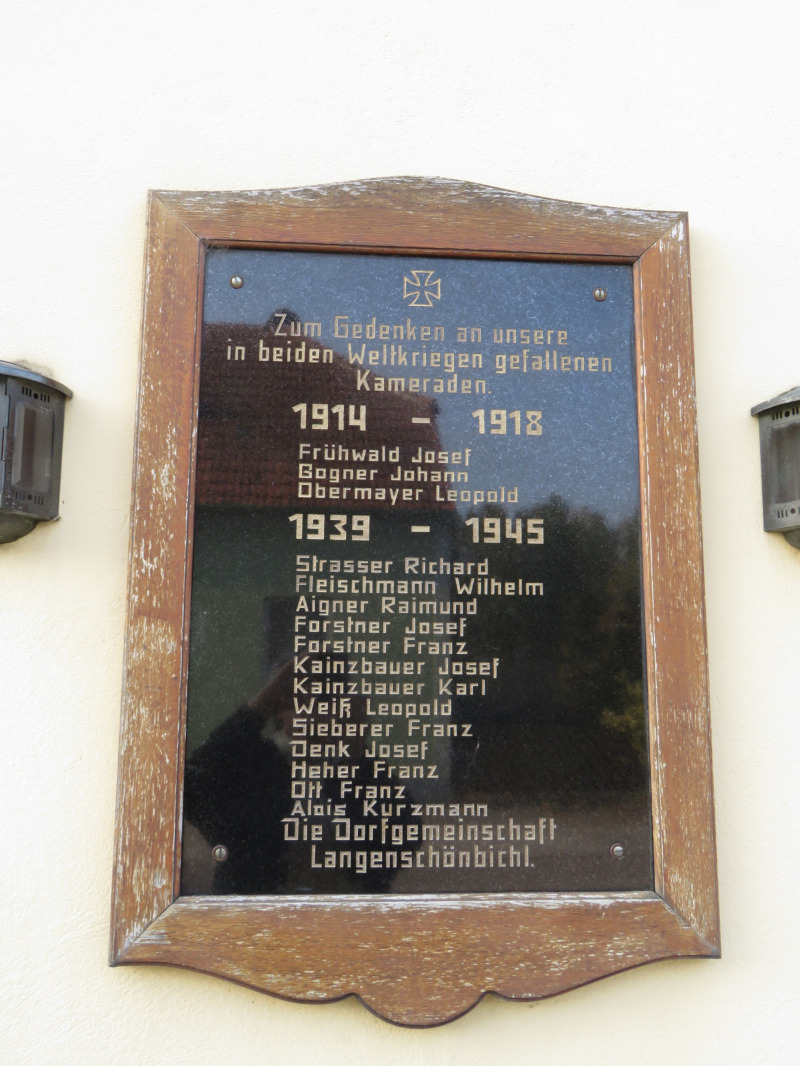 Zum Gedenken an unsere
in beiden Weltkriegen gefallenen
Kameraden.
1914 – 1918
Frühwald Josef
Gogner Johann
Obermayer Leopold
1939 – 1945
Strasser Richard
Fleischmann Wilhelm
Aigner Raimund
Forstner Josef
Forstner Franz
Kainzbauer Josef
Kainzbauer Karl
Weiß Leopold
Sieberer Franz
Denk Josef
Heher Franz
Ott Franz
Alois Kurzmann
Die Dorfgemeinschaft
Langenschönbichl.